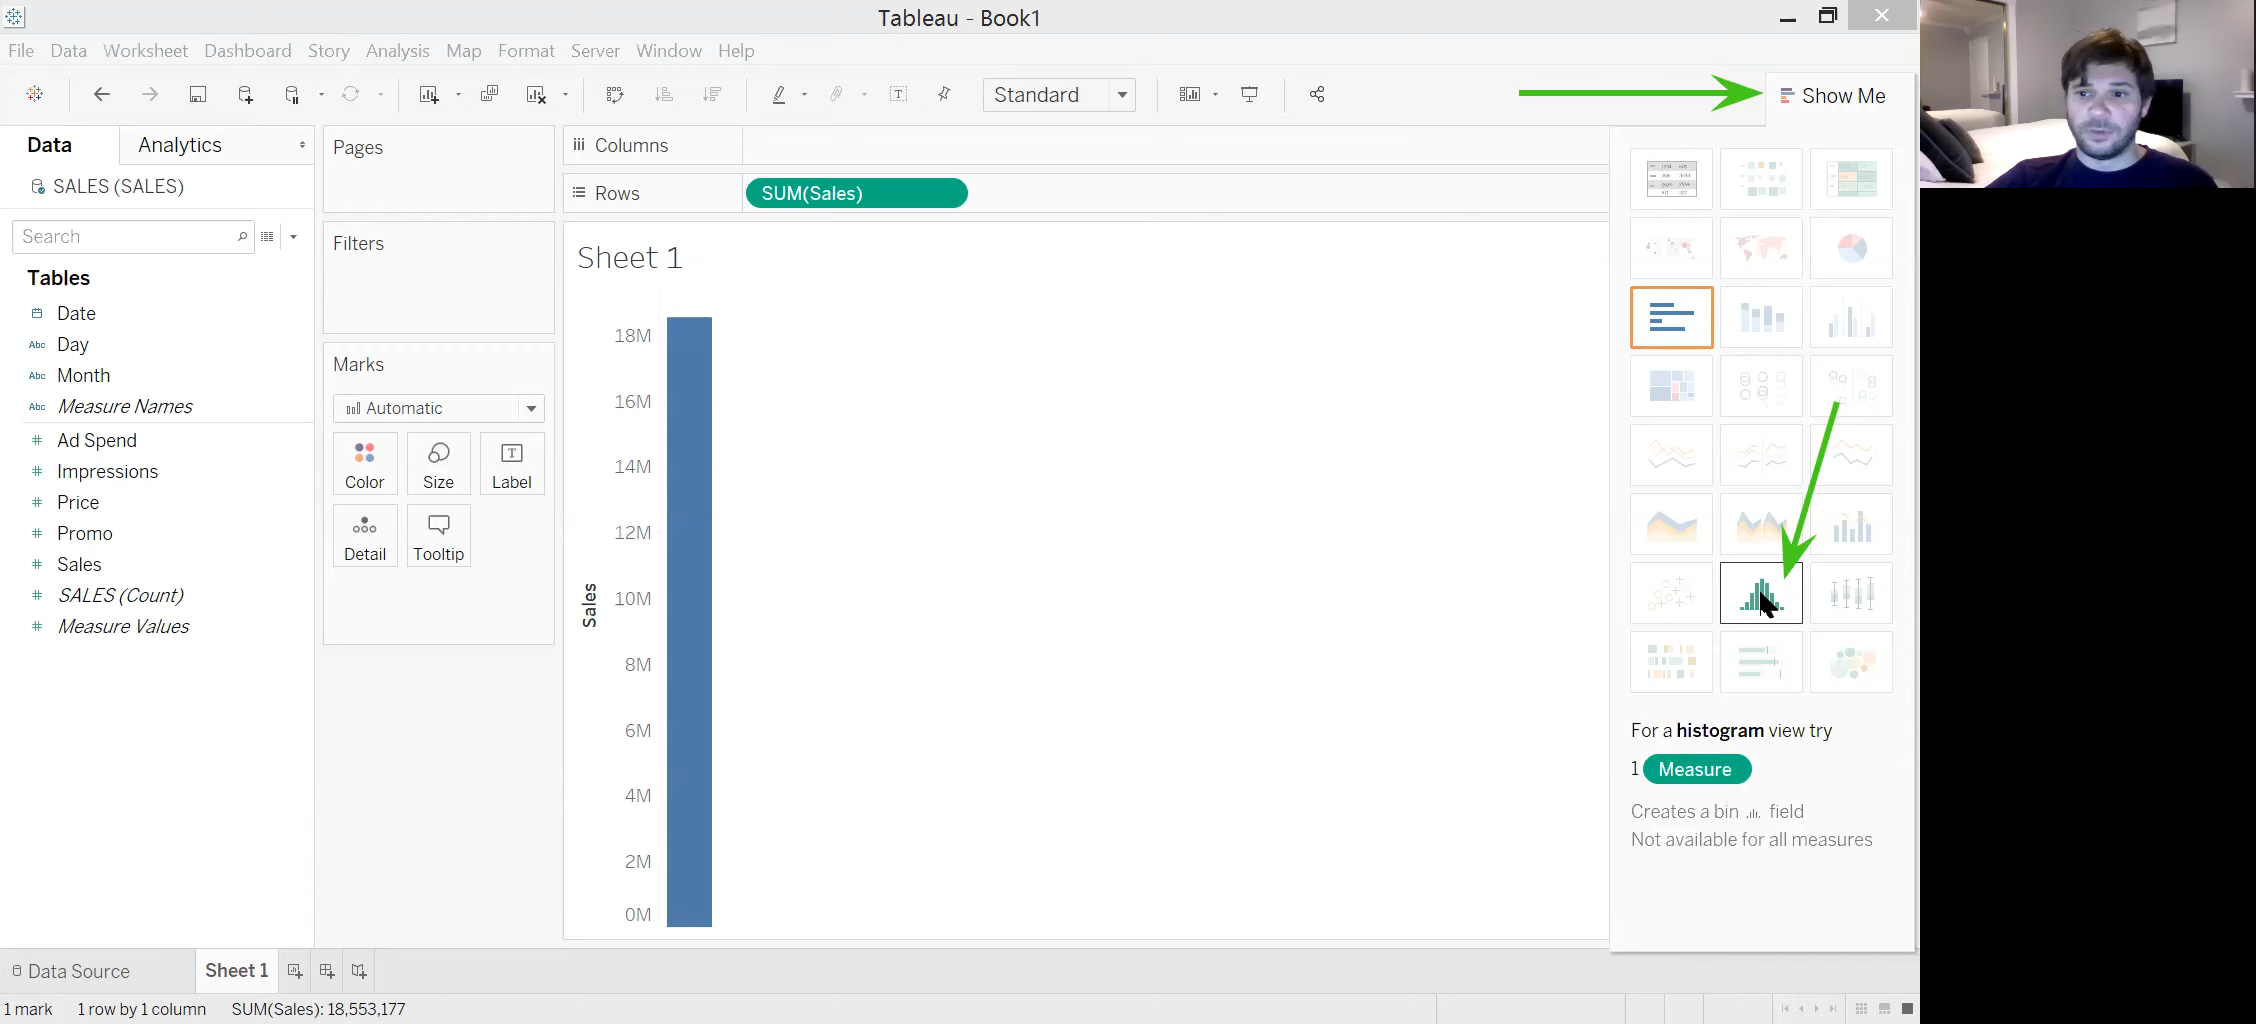 Tableau - Book1
File Data Worksheet Dashboard Story Analysis Map Format Server Window Help
Standard
Show Me
Data
Analytics
Pages
Columns
SALES (SALES)
Rows
SUM(Sales)
Search
Filters
Sheet 1
Tables
Date
Abc Day
Abc Month
Abc Measure Names
Ad Spend
Impressions
Price
Promo
Sales
SALES (Count)
Measure Values
Marks
Automatic
Color
Size
Label
Detail
Tooltip
18M
16M
14M
12M
10M
8M
6M
4M
2M
0M
Sales
For a histogram view try
1 Measure
Creates a bin field
Not available for all measures
Data Source
Sheet 1
1 mark
1 row by 1 column
SUM(Sales): 18,553,177